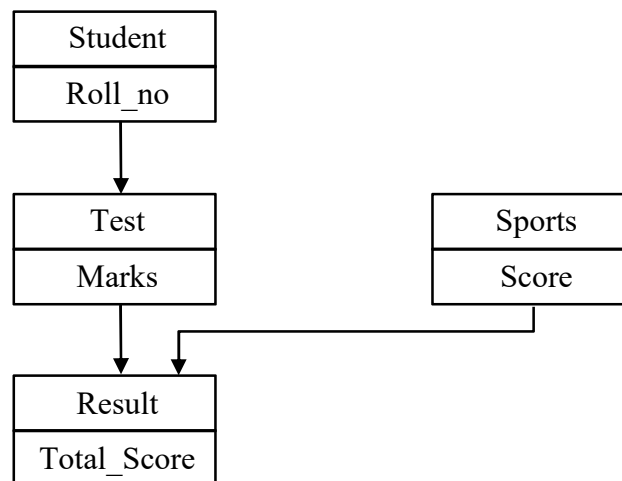 Student
Roll_no
Test
Marks
Sports
Score
Result
Total_Score